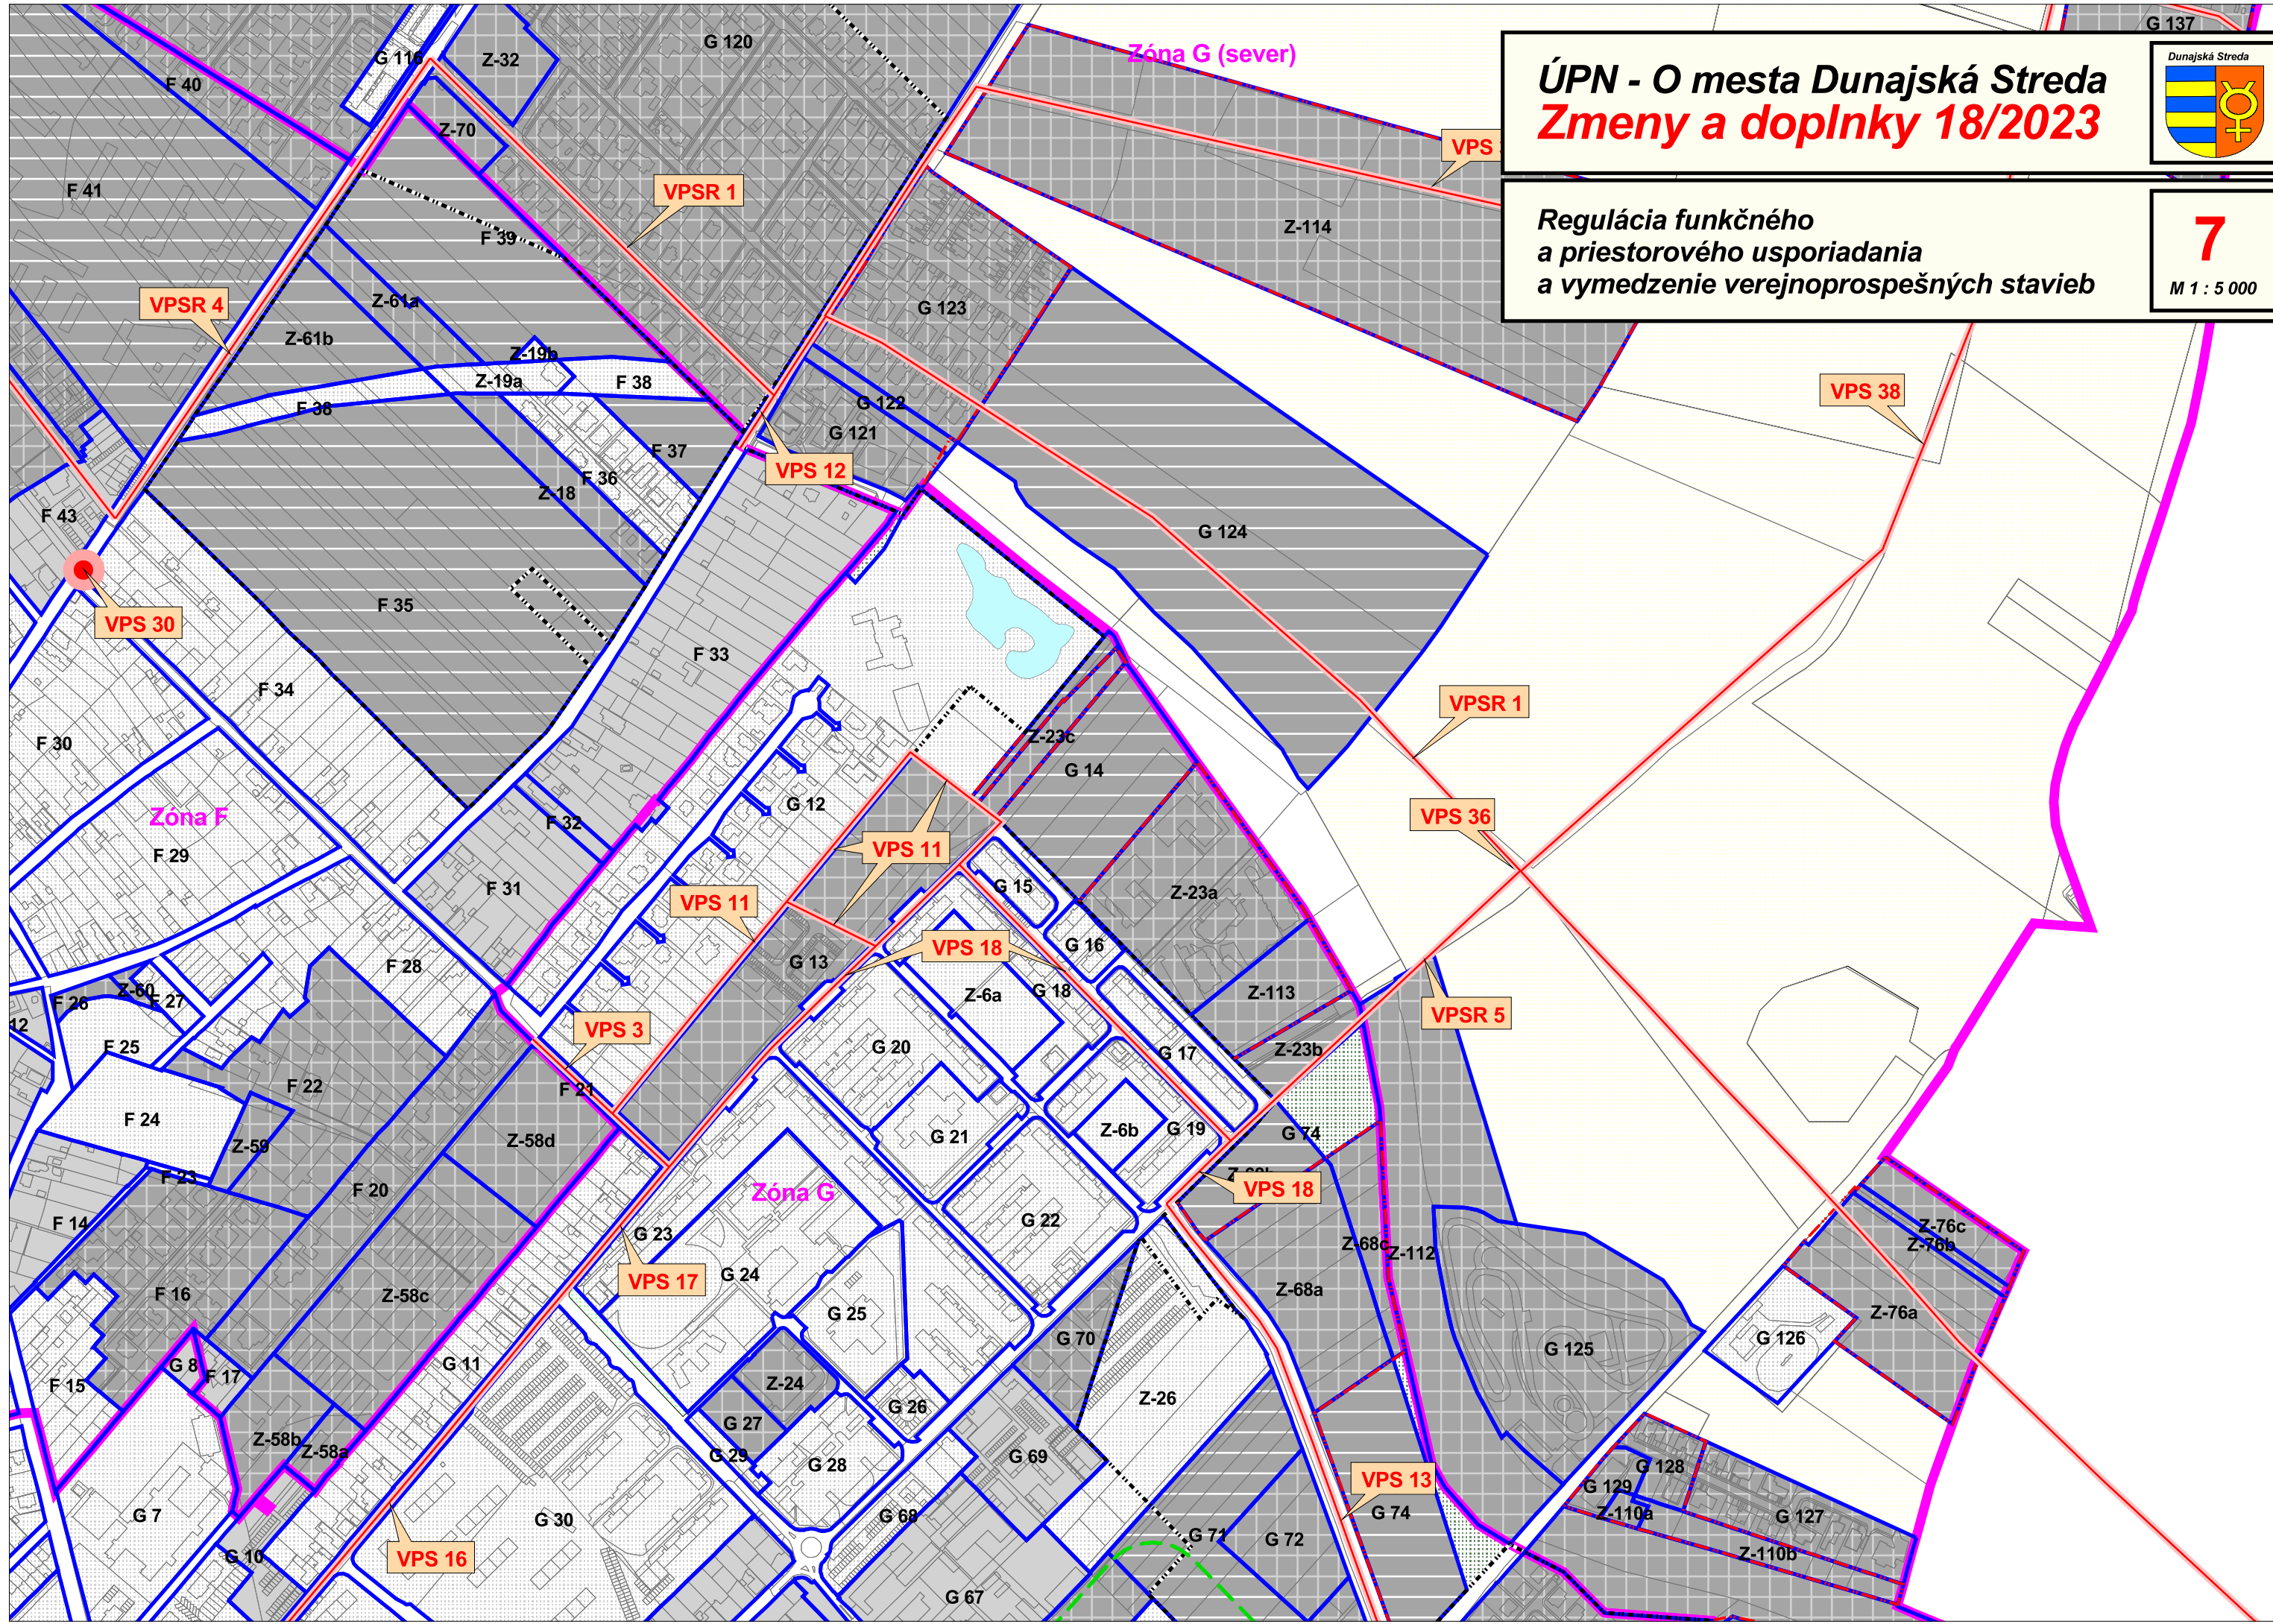 ÚPN - O mesta Dunajská Streda
Zmeny a doplnky 18/2023
Dunajská Streda
Regulácia funkčného
a priestorového usporiadania
a vymedzenie verejnoprospešných stavieb
7
M 1 : 5 000
G 137
Zóna G (sever)
G 120
G 116
Z-32
F 40
Z-70
VPS
F 41
VPSR 1
Z-114
F 39
VPSR 4
Z-61a
G 123
Z-61b
Z-19b
Z-19a
F 38
VPS 38
F 38
G 122
G 121
F 37
VPS 12
F 36
Z-18
F 43
G 124
F 35
VPS 30
F 33
F 34
VPSR 1
Z-23c
F 30
G 14
G 12
Zóna F
VPS 36
F 32
VPS 11
F 29
G 15
F 31
Z-23a
VPS 11
G 16
VPS 18
G 13
F 28
Z-6a
G 18
Z-113
Z-60
F 26
F 27
VPSR 5
12
VPS 3
F 25
G 20
G 17
Z-23b
F 22
F 21
F 24
Z-6b
G 19
G 74
G 21
Z-58d
Z-59
F 23
VPS 18
F 20
Zóna G
F 14
G 22
Z-76c
G 23
Z-68c
Z-76b
Z-112
G 24
VPS 17
Z-68a
F 16
Z-58c
Z-76a
G 25
G 70
G 126
G 125
G 11
G 8
F 17
F 15
Z-24
Z-26
G 26
G 27
Z-58b
Z-58a
G 29
G 69
G 28
G 128
VPS 13
G 129
G 74
Z-110a
G 7
G 68
G 127
G 30
G 71
G 72
G 10
VPS 16
Z-110b
G 67